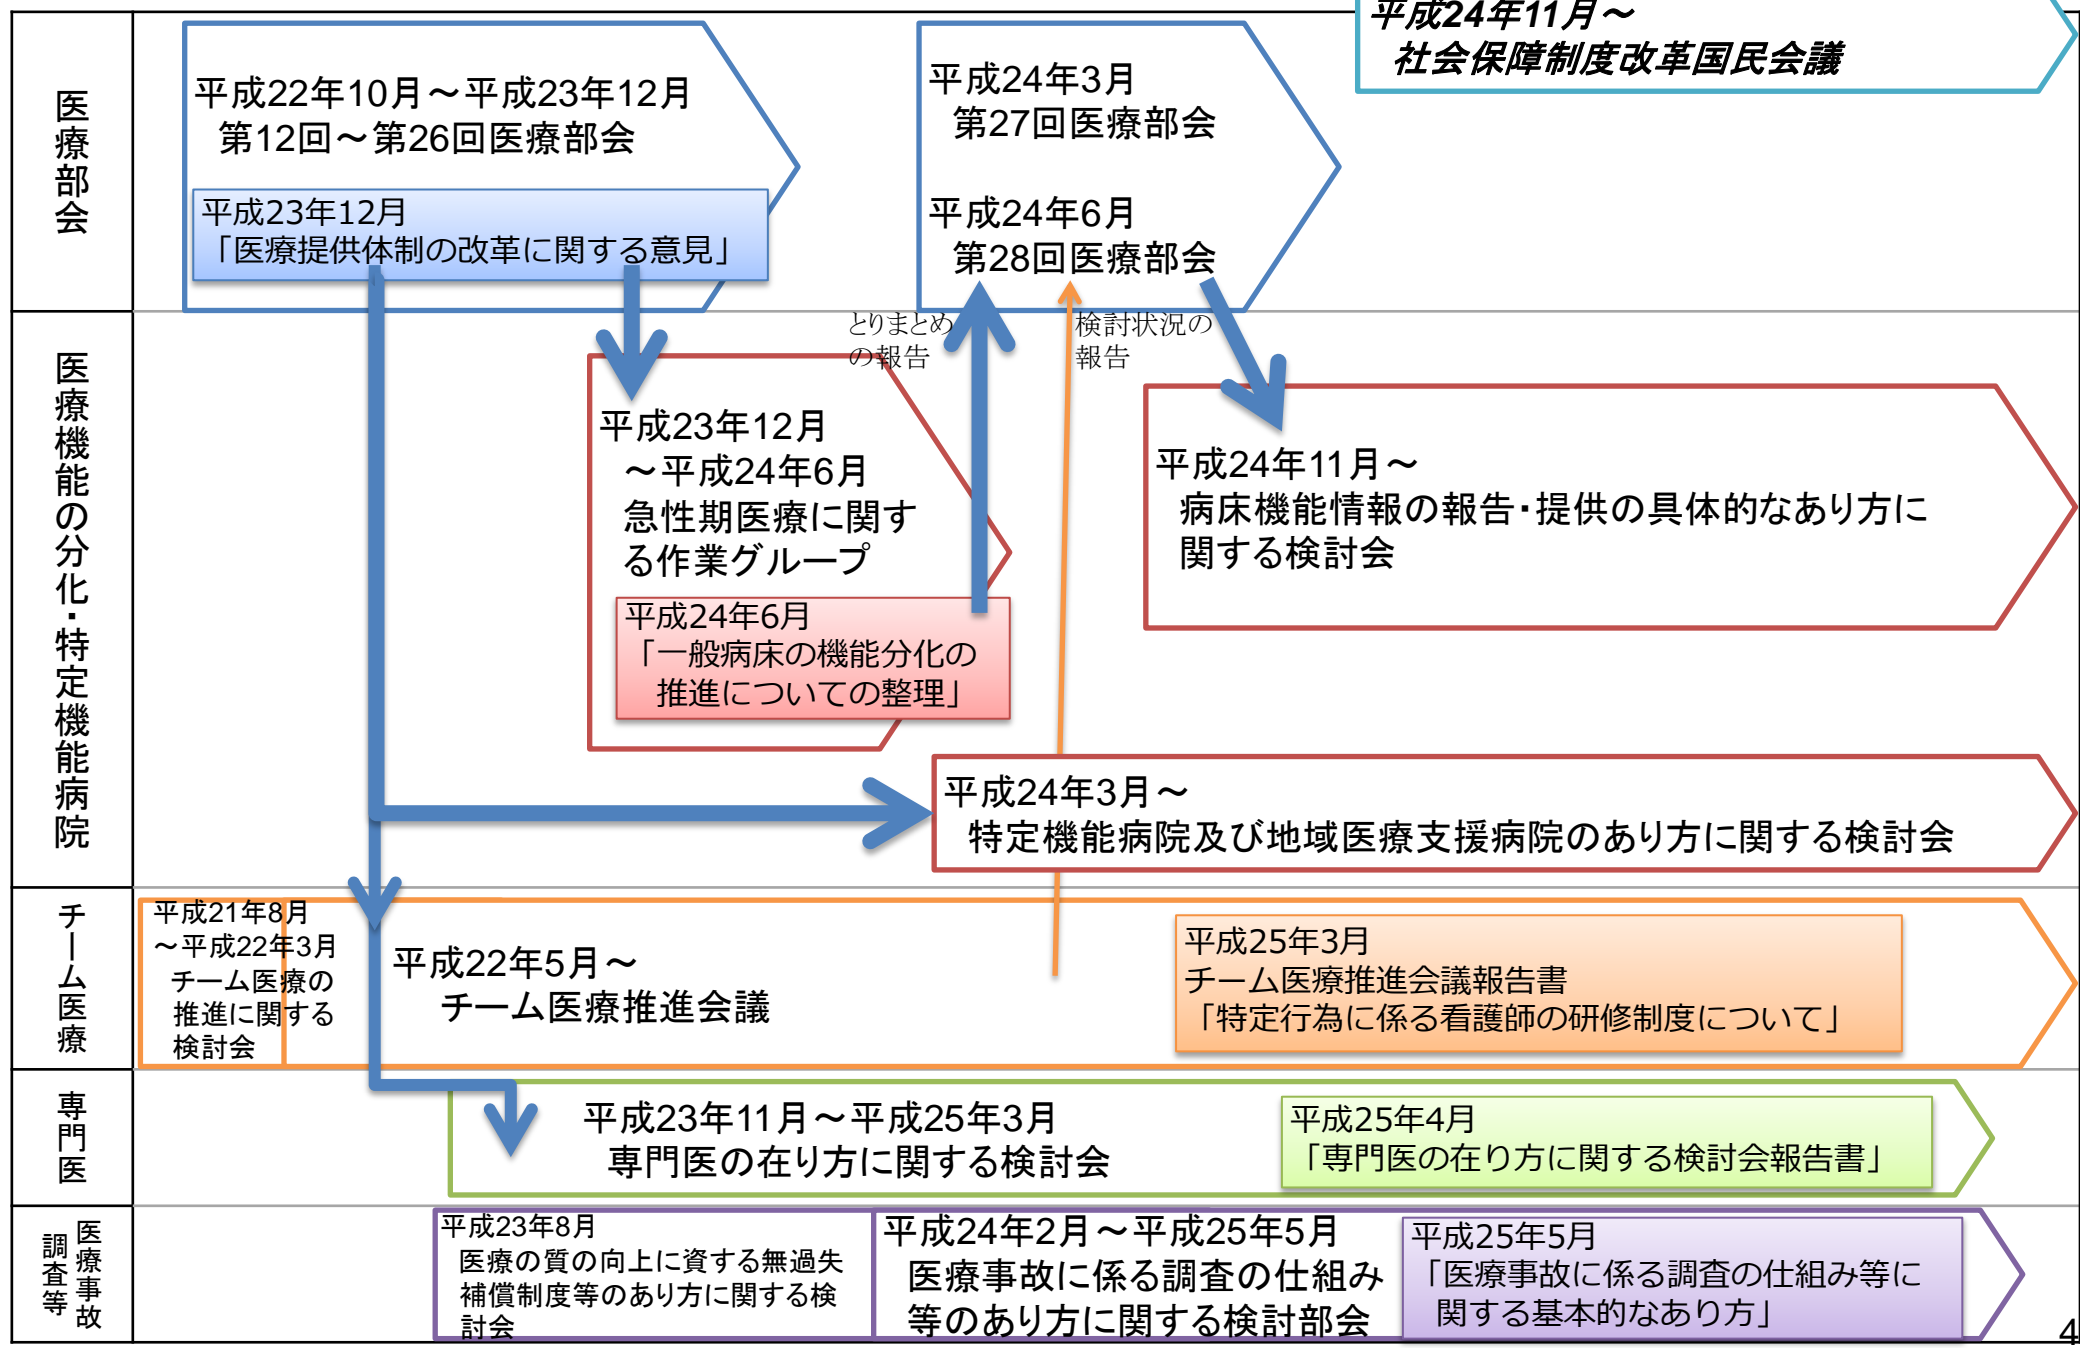 平成24年11月～
社会保障制度改革国民会議
医療部会
平成22年10月～平成23年12月
第12回～第26回医療部会
平成23年12月
「医療提供体制の改革に関する意見」
平成24年3月
第27回医療部会
平成24年6月
第28回医療部会
医療機能の分化・特定機能病院
とりまとめ
の報告
検討状況の
報告
平成23年12月
～平成24年6月
急性期医療に関す
る作業グループ
平成24年6月
「一般病床の機能分化の
推進についての整理」
平成24年11月～
病床機能情報の報告・提供の具体的なあり方に
関する検討会
平成24年3月～
特定機能病院及び地域医療支援病院のあり方に関する検討会
チーム医療
平成21年8月
～平成22年3月
チーム医療の
推進に関する
検討会
平成22年5月～
チーム医療推進会議
平成25年3月
チーム医療推進会議報告書
「特定行為に係る看護師の研修制度について」
専門医
平成23年11月～平成25年3月
専門医の在り方に関する検討会
平成25年4月
「専門医の在り方に関する検討会報告書」
医療事故
調査等
平成23年8月
医療の質の向上に資する無過失
補償制度等のあり方に関する検
討会
平成24年2月～平成25年5月
医療事故に係る調査の仕組み
等のあり方に関する検討部会
平成25年5月
「医療事故に係る調査の仕組み等に
関する基本的なあり方」
4